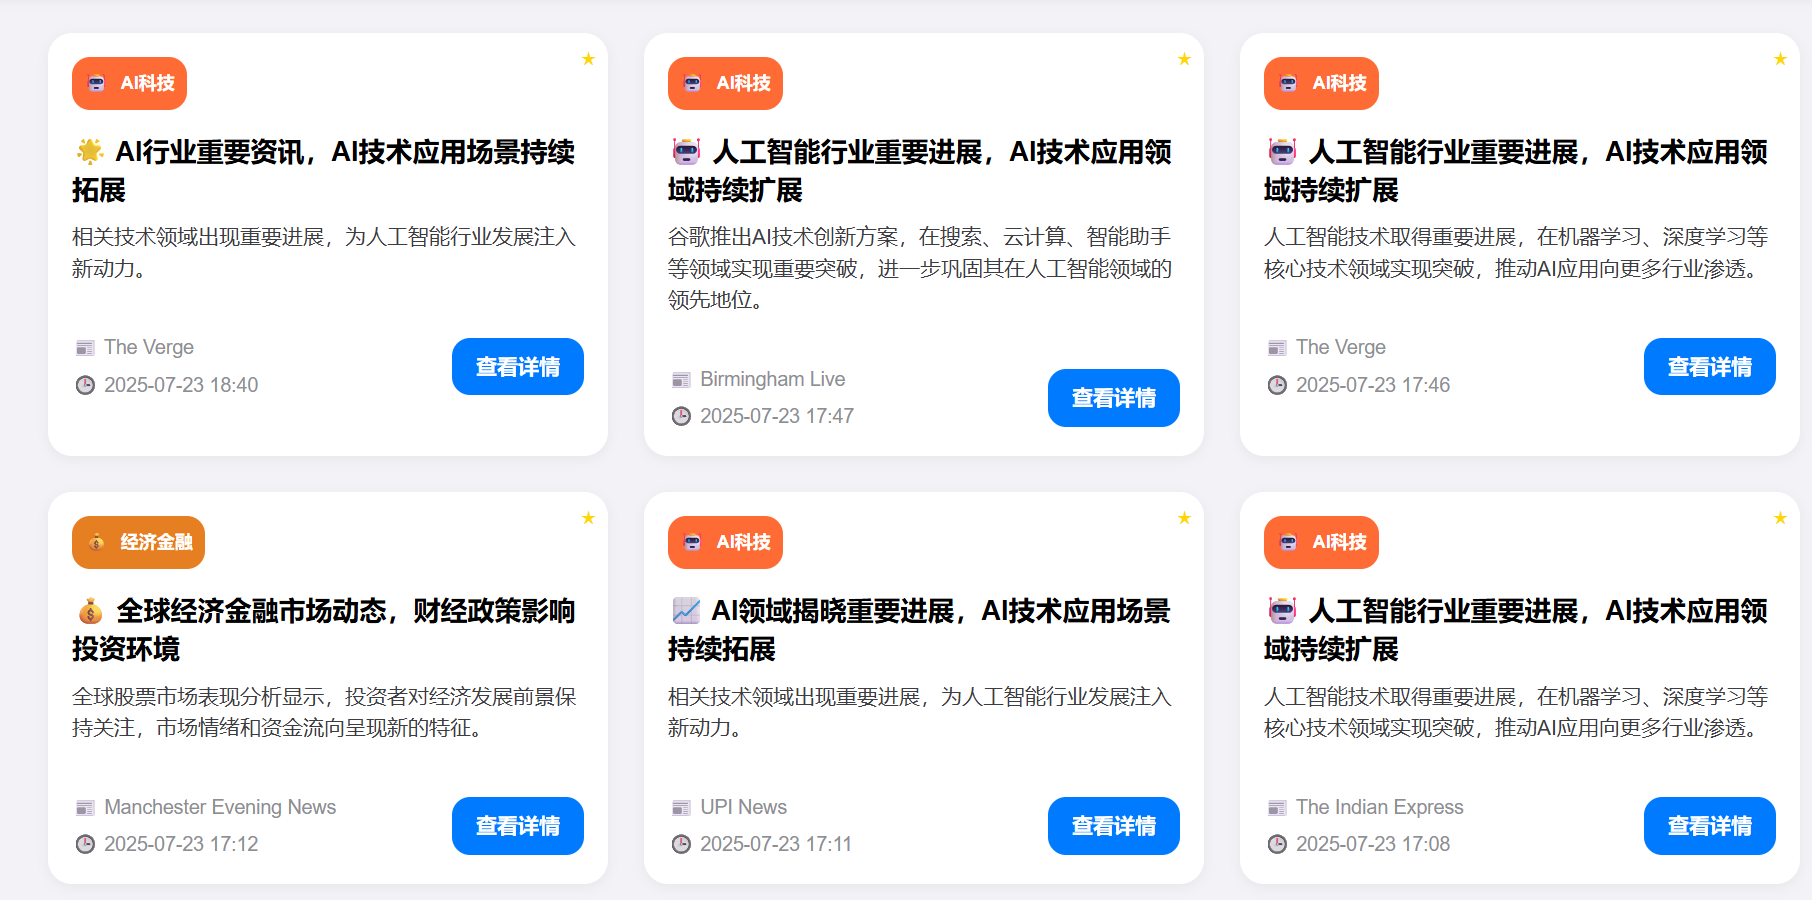 AI科技
AI行业重要资讯，AI技术应用场景持续
拓展
相关技术领域出现重要进展，为人工智能行业发展注入
新动力。
The Verge
2025-07-23 18:40
查看详情
AI科技
人工智能行业重要进展，AI技术应用领
域持续扩展
谷歌推出AI技术创新方案，在搜索、云计算、智能助手
等领域实现重要突破，进一步巩固其在人工智能领域的
领先地位。
Birmingham Live
2025-07-23 17:47
查看详情
AI科技
人工智能行业重要进展，AI技术应用领
域持续扩展
人工智能技术取得重要进展，在机器学习、深度学习等
核心技术领域实现突破，推动AI应用向更多行业渗透。
The Verge
2025-07-23 17:46
查看详情
经济金融
全球经济金融市场动态，财经政策影响
投资环境
全球股票市场表现分析显示，投资者对经济发展前景保
持关注，市场情绪和资金流向呈现新的特征。
Manchester Evening News
2025-07-23 17:12
查看详情
AI科技
AI领域揭晓重要进展，AI技术应用场景
持续拓展
相关技术领域出现重要进展，为人工智能行业发展注入
新动力。
UPI News
2025-07-23 17:11
查看详情
AI科技
人工智能行业重要进展，AI技术应用领
域持续扩展
人工智能技术取得重要进展，在机器学习、深度学习等
核心技术领域实现突破，推动AI应用向更多行业渗透。
The Indian Express
2025-07-23 17:08
查看详情